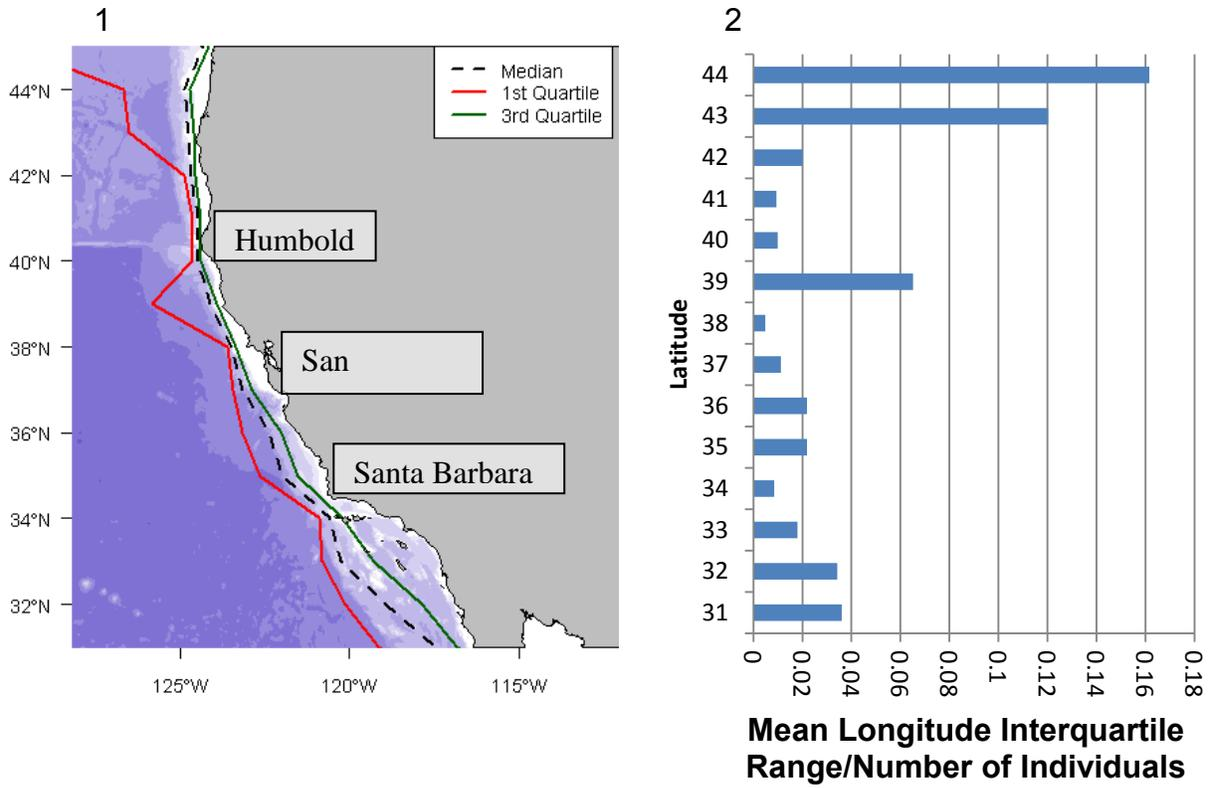 1
Median
1st Quartile
3rd Quartile
44°N
42°N
40°N
38°N
36°N
34°N
32°N
Humbold
San
Santa Barbara
125°W
120°W
115°W
2
Latitude
44
43
42
41
40
39
38
37
36
35
34
33
32
31
0
0.02
0.04
0.06
0.08
0.1
0.12
0.14
0.16
0.18
Mean Longitude Interquartile
Range/Number of Individuals